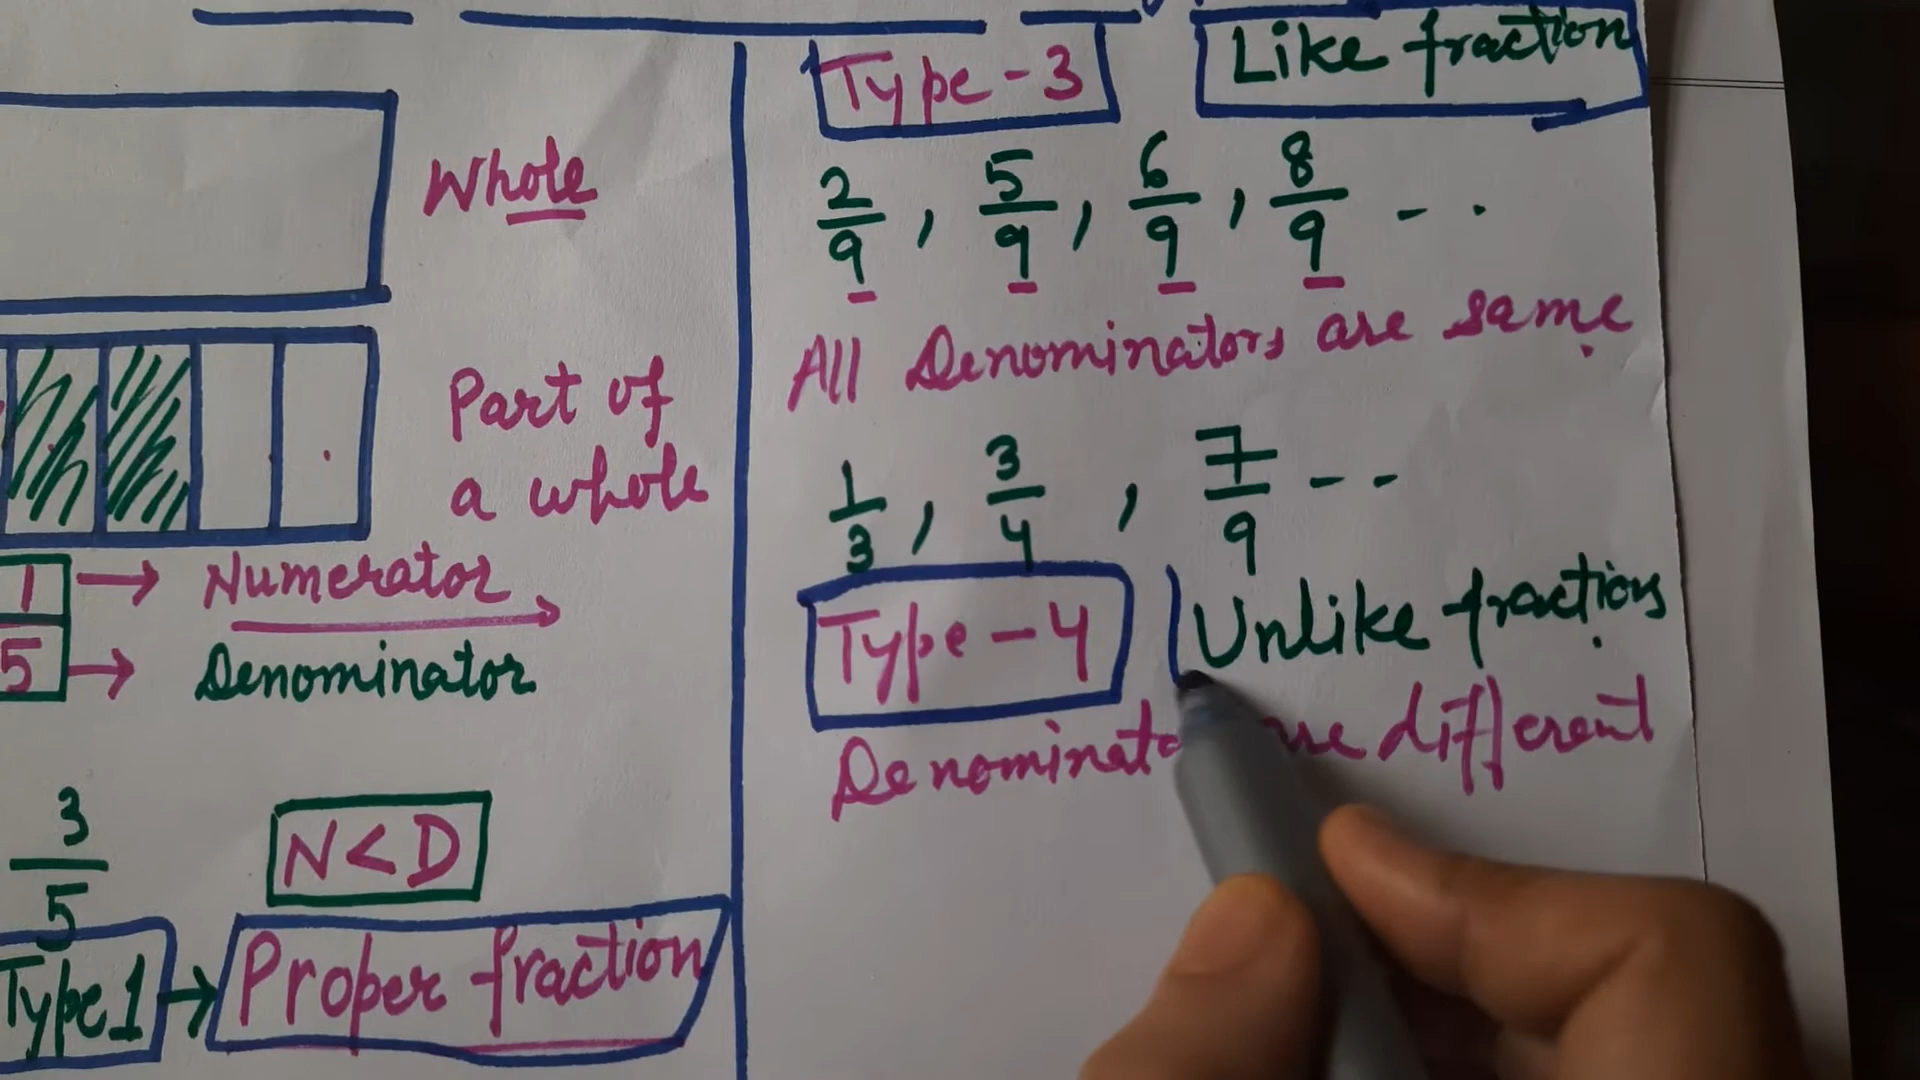 Whole
Part of
a whole
1 → Numerator
5 → Denominator
3
5
N<D
Type 1 → Proper fraction
Type-3
Like fraction
2/9, 5/9, 6/9, 8/9 - -
All Denominators are same
1/3, 3/4, 7/9 - -
Type-4
Unlike fractions
are different